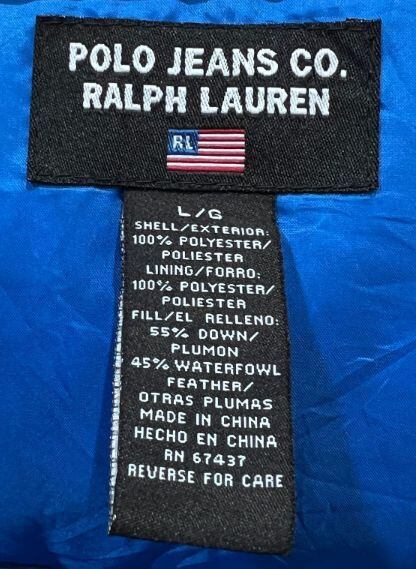 POLO JEANS CO.
RALPH LAUREN
RL
L/G
SHELL/EXTERIOR:
100% POLYESTER/
POLIESTER
LINING/FORRO:
100% POLYESTER/
POLIESTER
FILL/EL RELLENO:
55% DOWN/
PLUMON
45% WATERFOWL
FEATHER/
OTRAS PLUMAS
MADE IN CHINA
HECHO EN CHINA
RN 67437
REVERSE FOR CARE